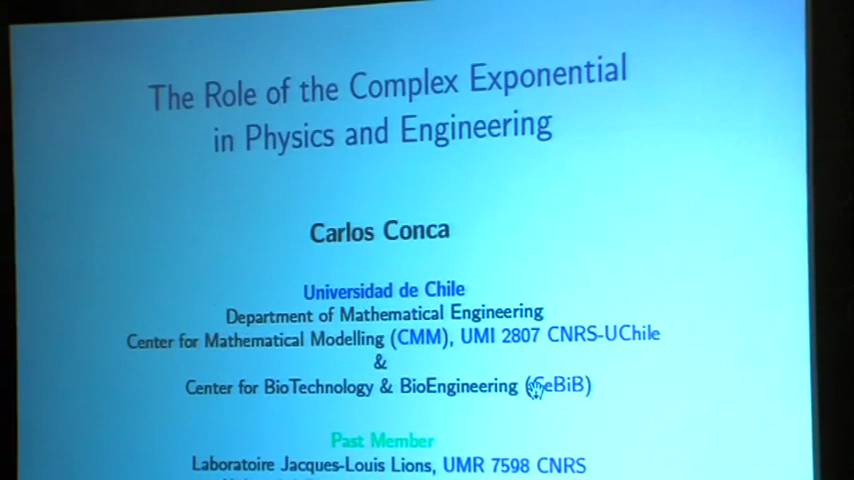 The Role of the Complex Exponential
in Physics and Engineering
Carlos Conca
Universidad de Chile
Department of Mathematical Engineering
Center for Mathematical Modelling (CMM), UMI 2807 CNRS-UChile
&
Center for BioTechnology & BioEngineering (CeBiB)
Past Member
Laboratoire Jacques-Louis Lions, UMR 7598 CNRS